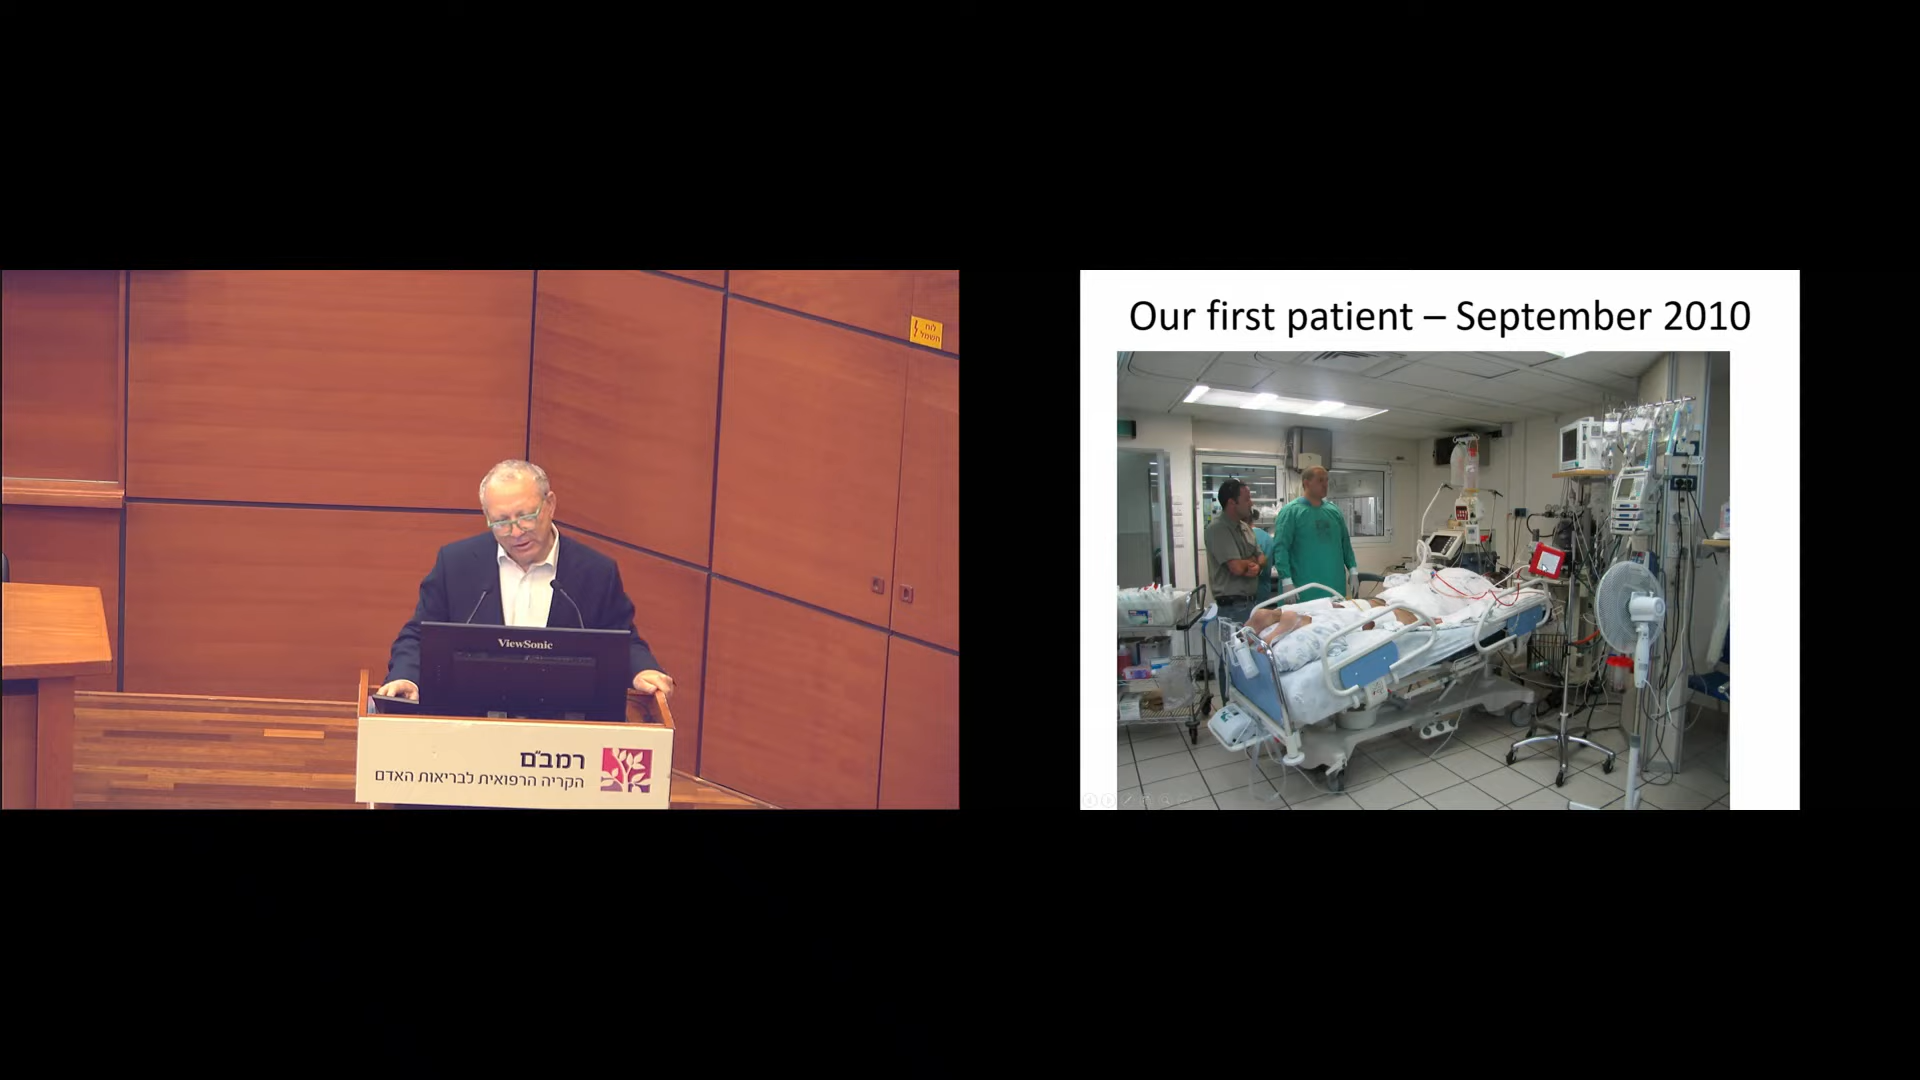 לוח
חשמל
ViewSonic
רמב״ם
הקריה הרפואית לבריאות האדם
Our first patient – September 2010